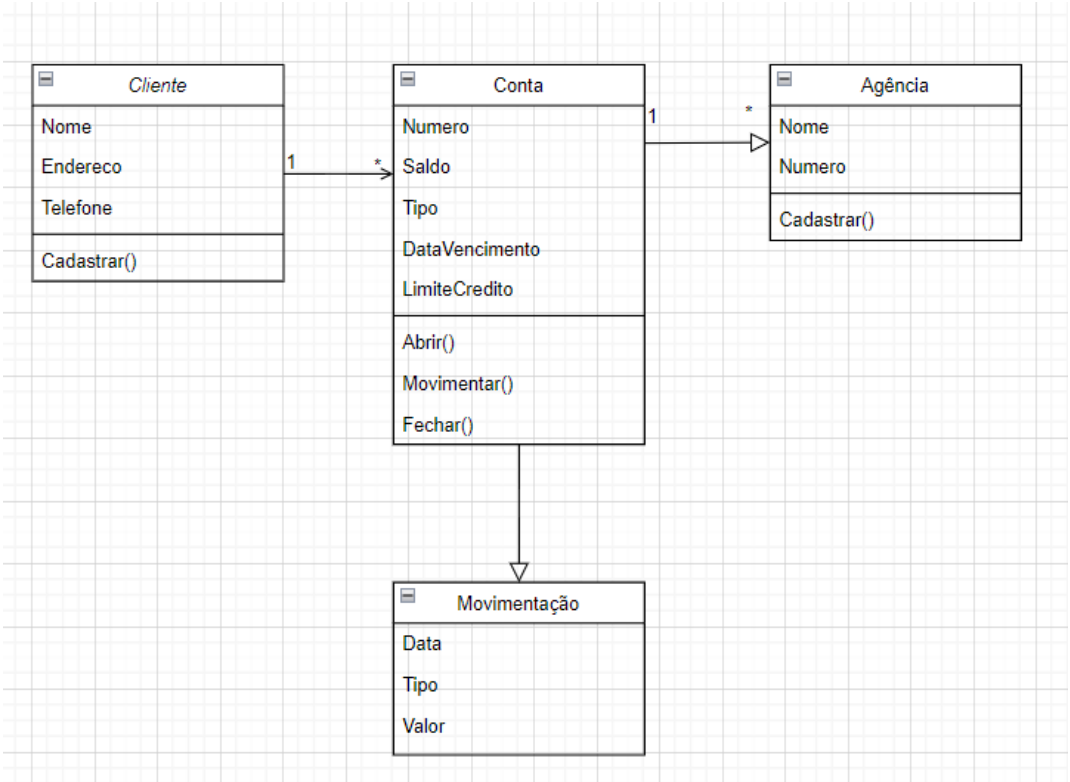 Cliente
Nome
Endereco
Telefone
Cadastrar()
1
*
Conta
Numero
Saldo
Tipo
DataVencimento
LimiteCredito
Abrir()
Movimentar()
Fechar()
1
*
Agência
Nome
Numero
Cadastrar()
Movimentação
Data
Tipo
Valor